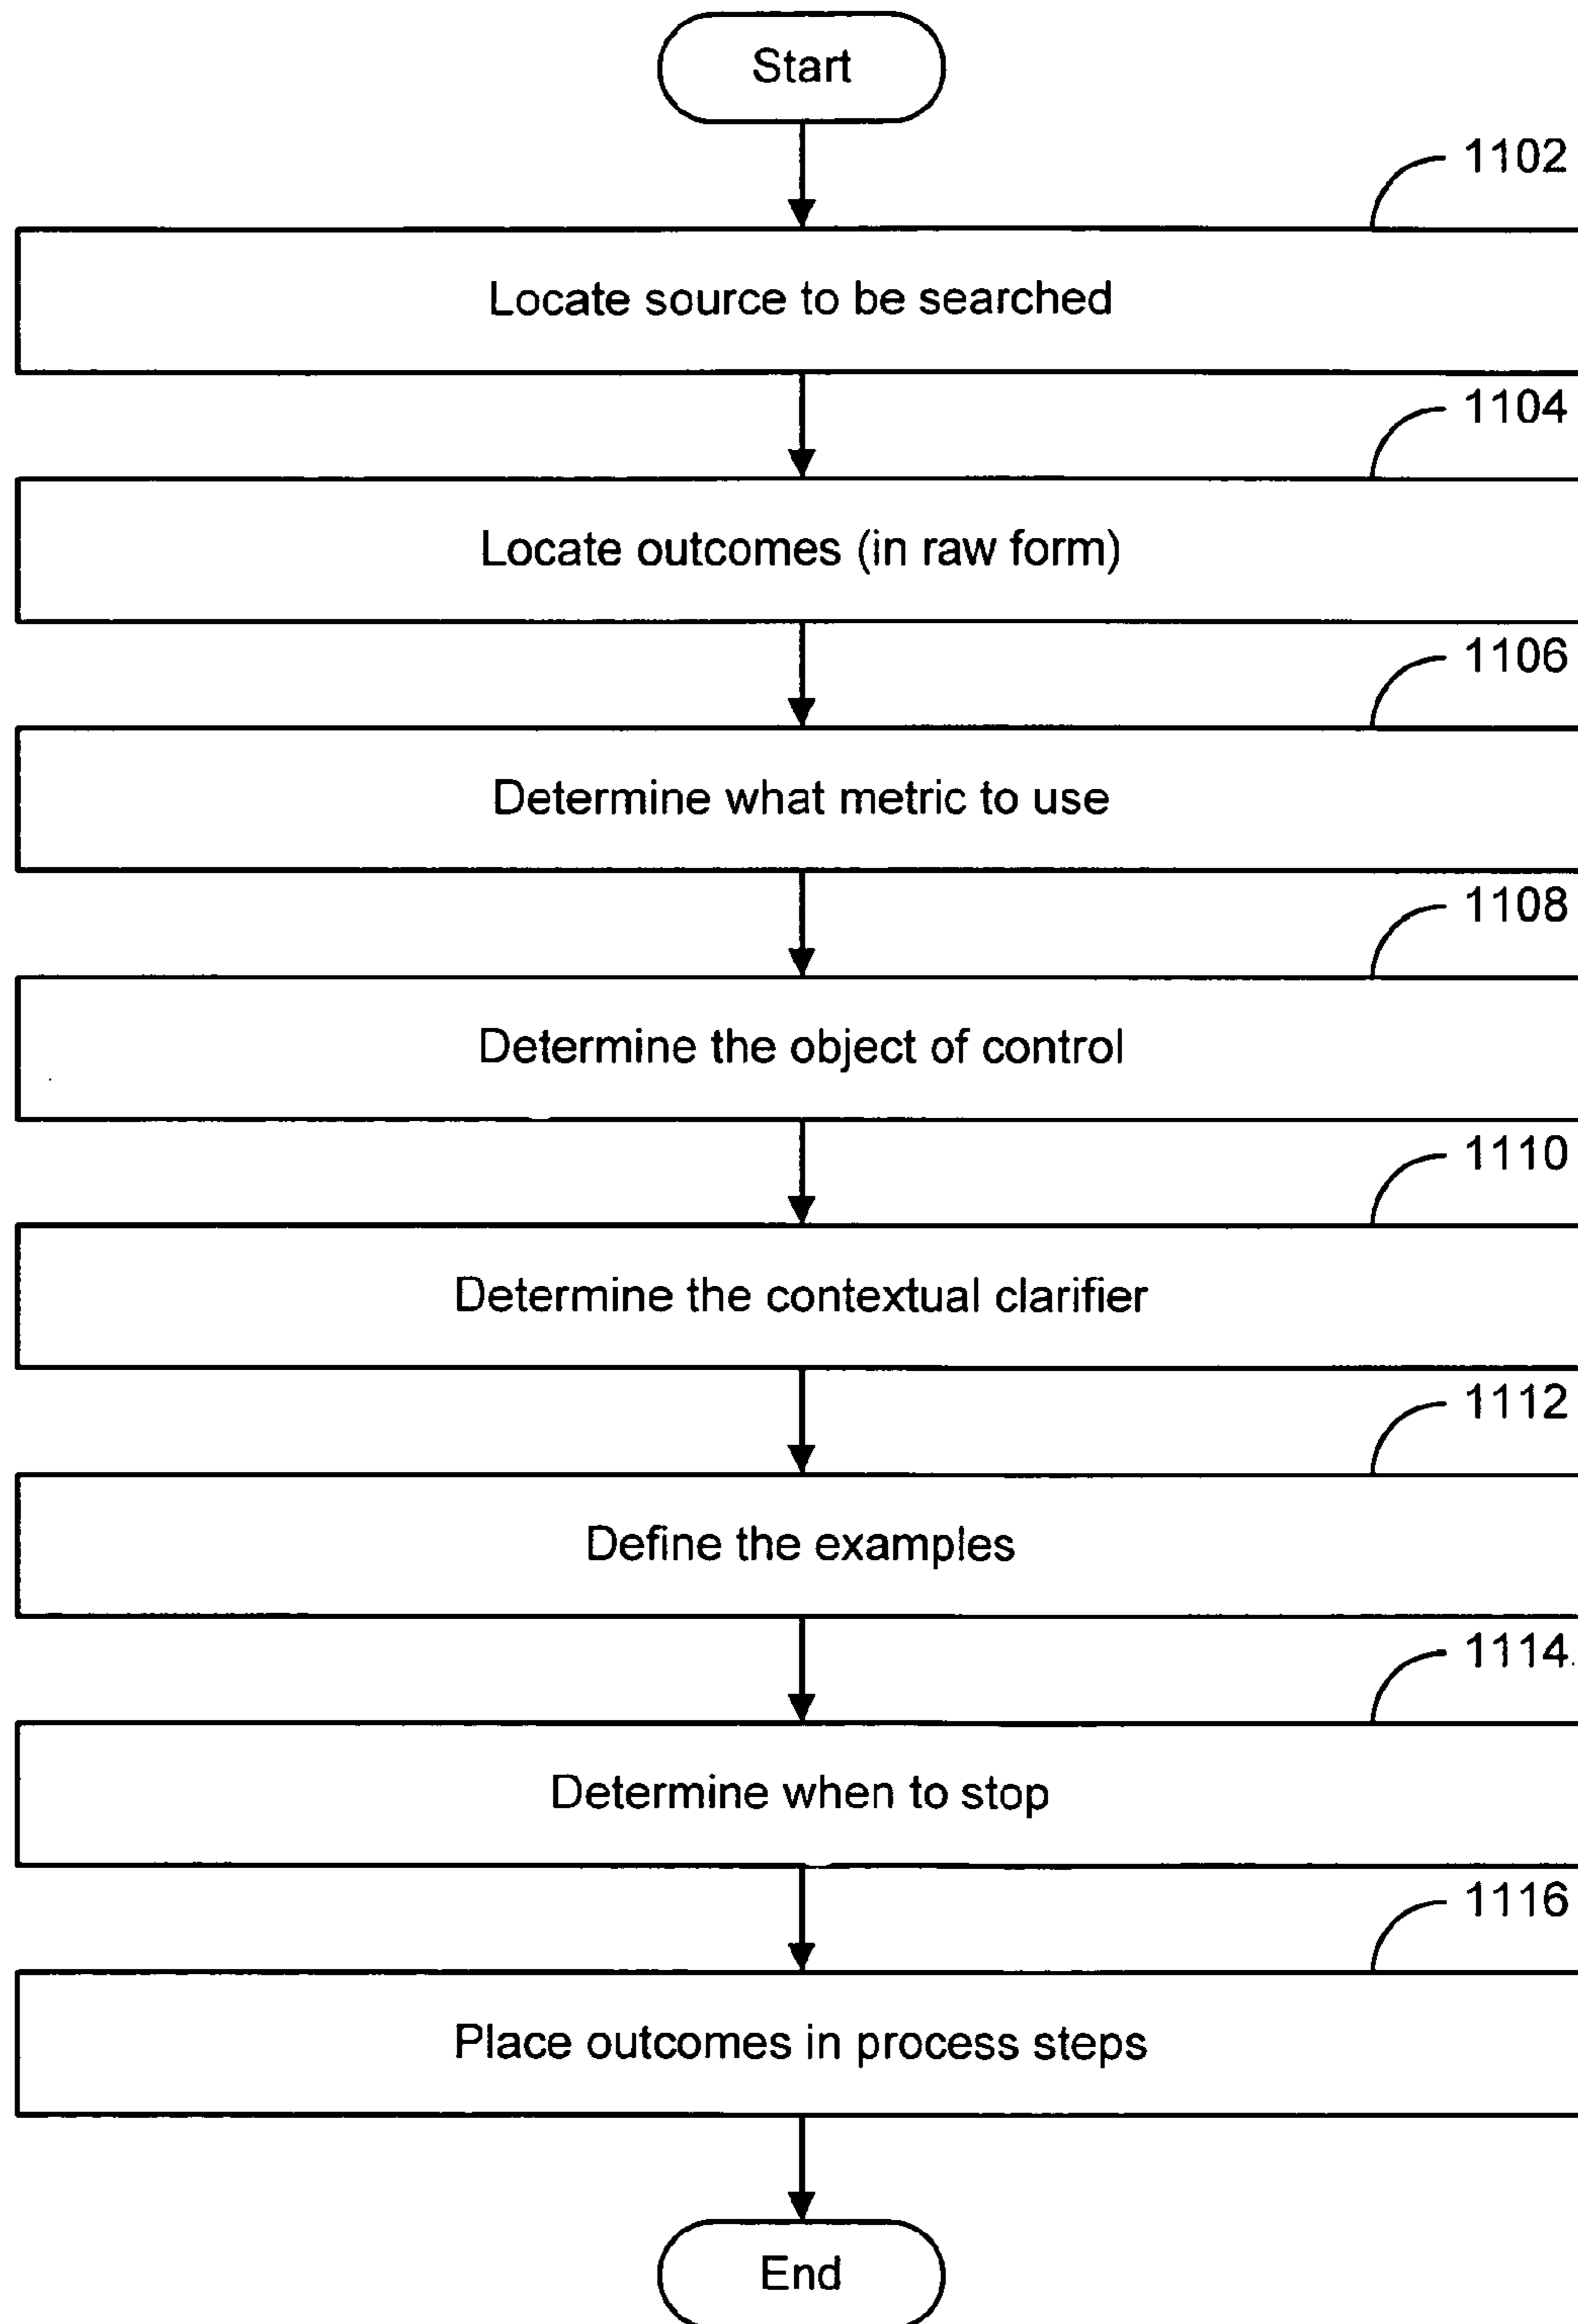 Start
1102
Locate source to be searched
1104
Locate outcomes (in raw form)
1106
Determine what metric to use
1108
Determine the object of control
1110
Determine the contextual clarifier
1112
Define the examples
1114
Determine when to stop
1116
Place outcomes in process steps
End